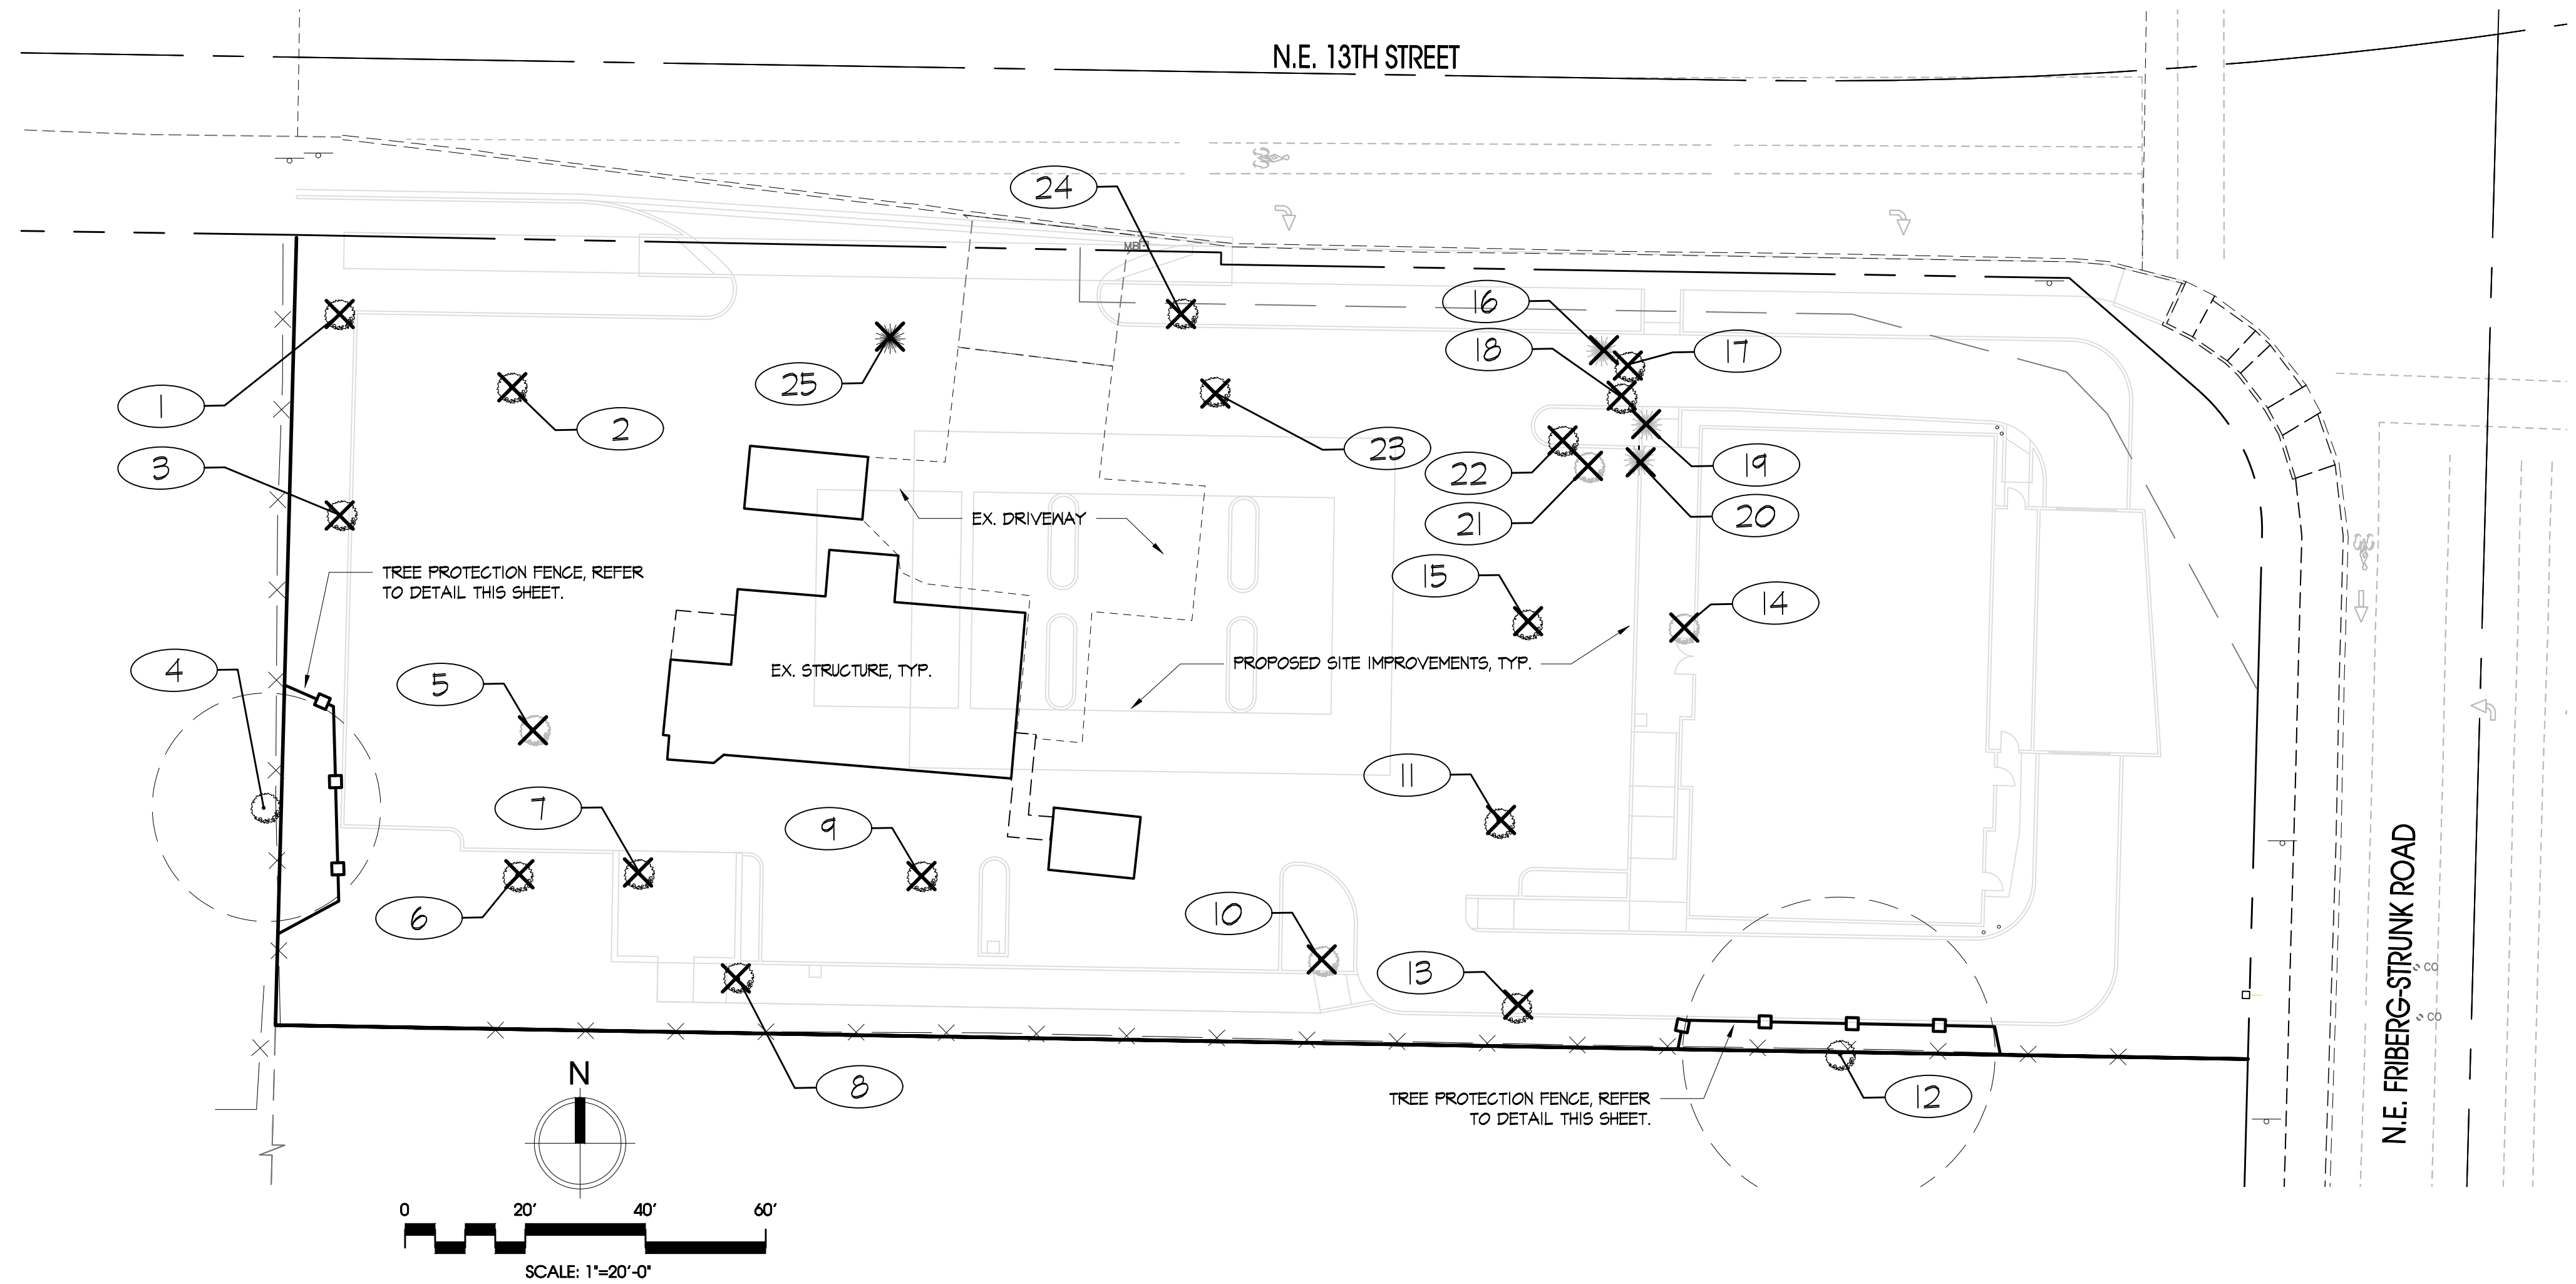 N.E. 13TH STREET
24
MB
16
18
17
1
25
2
23
3
22
19
21
20
EX. DRIVEWAY
TREE PROTECTION FENCE, REFER
TO DETAIL THIS SHEET.
15
14
4
5
EX. STRUCTURE, TYP.
PROPOSED SITE IMPROVEMENTS, TYP.
7
9
11
6
10
13
CO
CO
N.E. FRIBERG-STRUNK ROAD
N
8
TREE PROTECTION FENCE, REFER
TO DETAIL THIS SHEET.
12
0 20' 40' 60'
SCALE: 1"=20'-0"